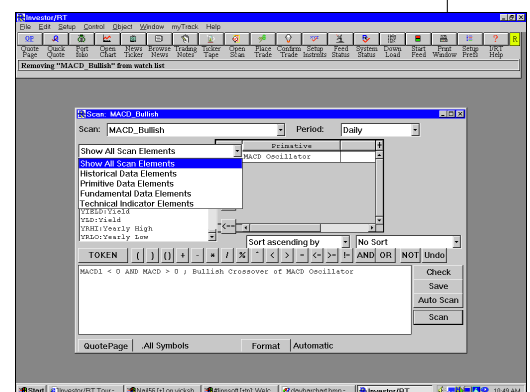 Investor/RT
File Edit Setup Control Object Window myTrack Help
Quote Page Quick Quote Port folio Open Chart News Ticker Browse News Trading Notes Ticker Tape Open Scan Place Trade Confirm Trade Setup Instrmts Feed Status System Status Down Load Start Feed Print Window Setup Prefs I/RT Help
Removing "MACD_Bullish" from watch list
Scan: MACD_Bullish
Scan: MACD_Bullish Period: Daily
Show All Scan Elements
Primitive
MACD Oscillator
Show All Scan Elements
Historical Data Elements
Primitive Data Elements
Fundamental Data Elements
Technical Indicator Elements
YIELD:Yield
YLD:Yield
YRHI:Yearly High
YRLO:Yearly Low
<--
Sort ascending by No Sort
TOKEN ( ) () + - * / % ^ < > = <= >= != AND OR NOT Undo
MACD1 < 0 AND MACD > 0 ; Bullish Crossover of MACD Oscillator
Check
Save
Auto Scan
Scan
QuotePage .All Symbols Format Automatic
Start Investor/RT Tour - Investor/RT 10:49 AM